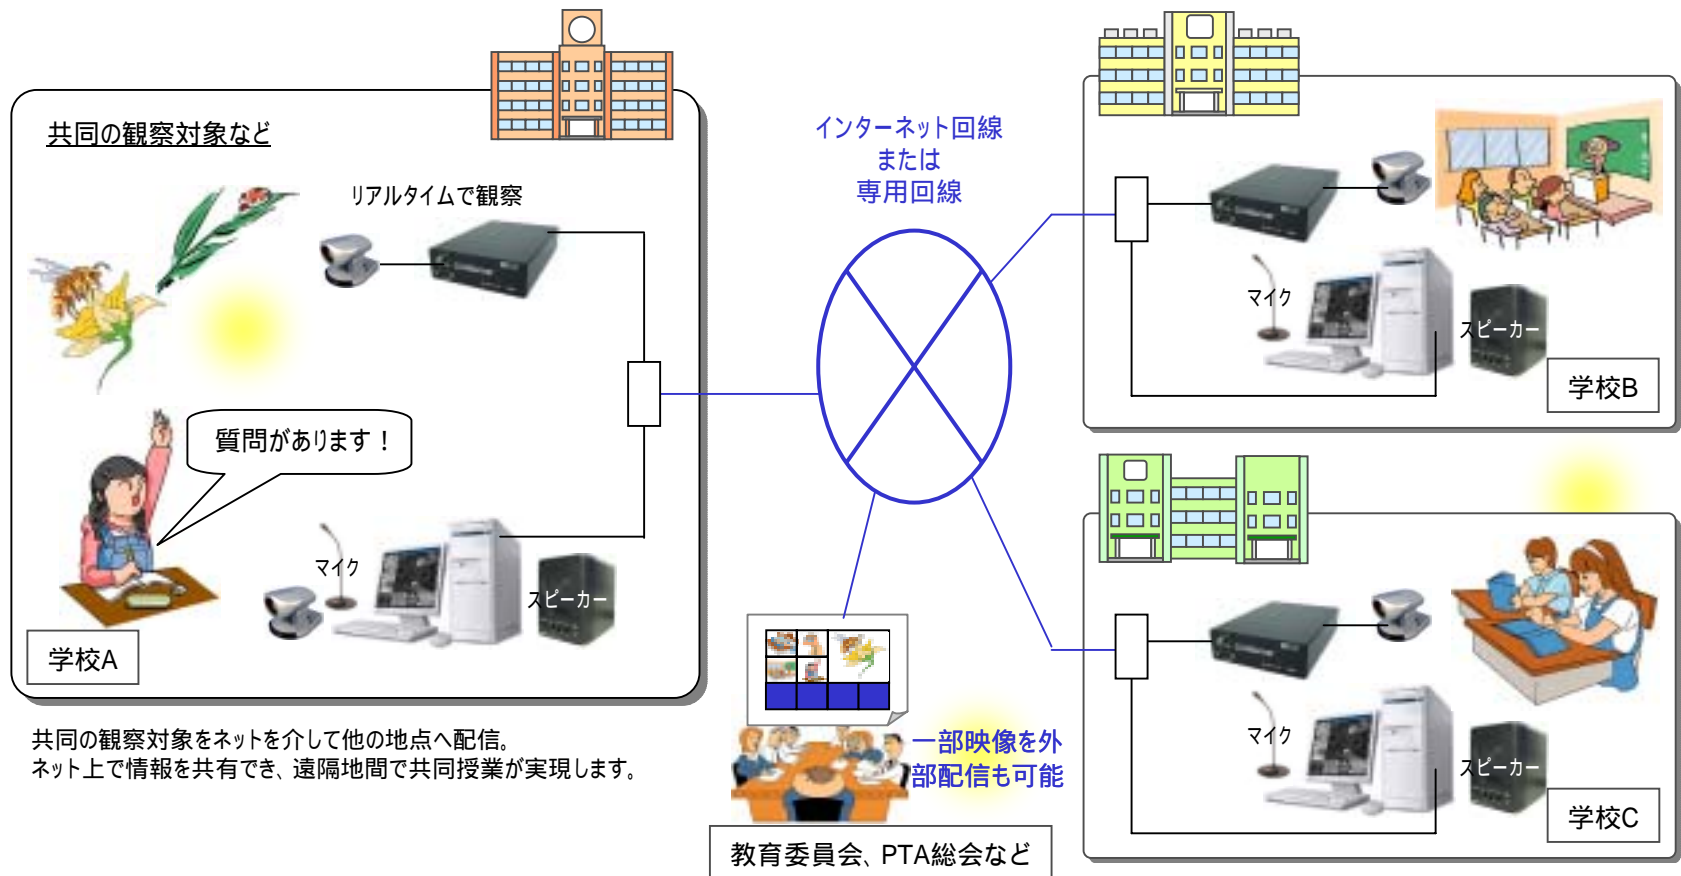 共同の観察対象など
リアルタイムで観察
質問があります！
マイク
スピーカー
学校A
共同の観察対象をネットを介して他の地点へ配信。
ネット上で情報を共有でき、遠隔地間で共同授業が実現します。
インターネット回線
または
専用回線
一部映像を外
部配信も可能
教育委員会、PTA総会など
マイク
スピーカー
学校B
マイク
スピーカー
学校C